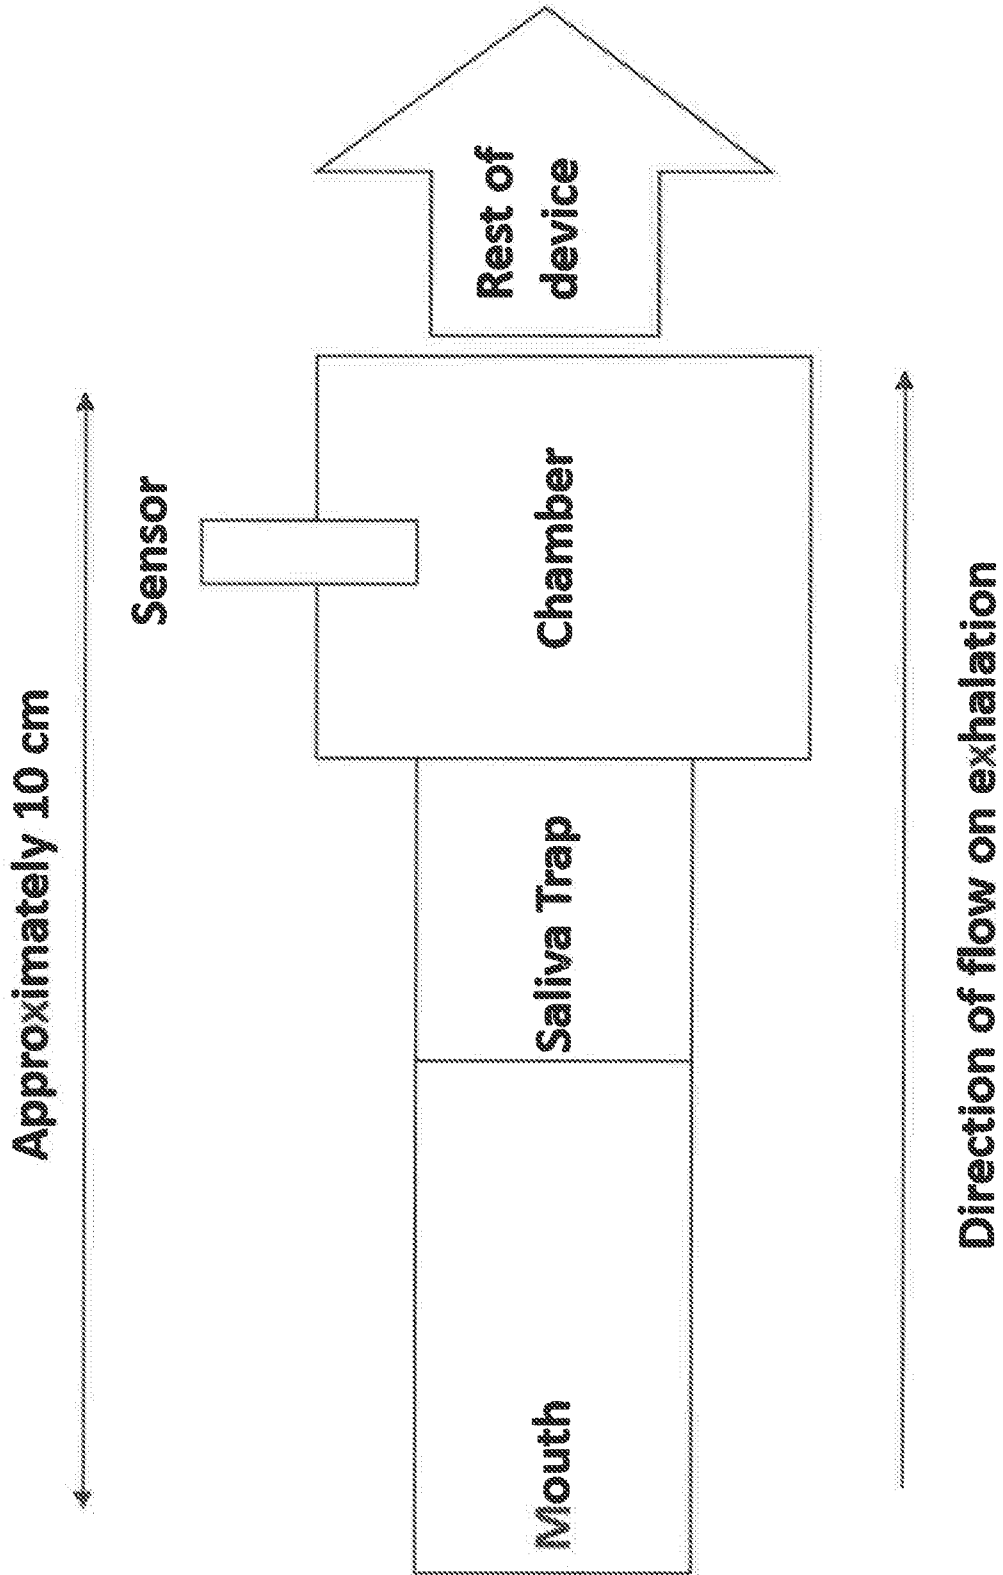 Approximately 10 cm
Sensor
Mouth
Saliva Trap
Chamber
Rest of
device
Direction of flow on exhalation